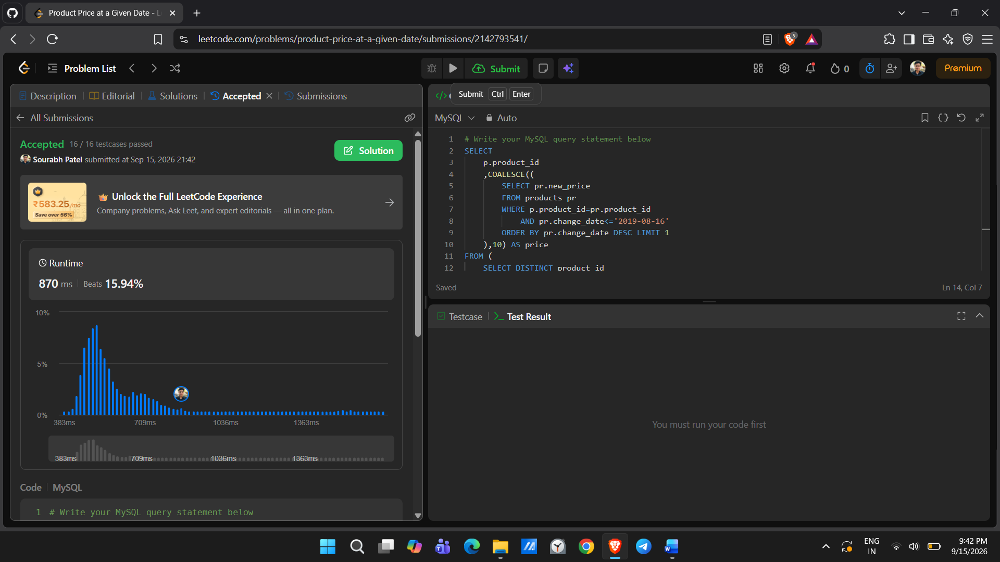 Product Price at a Given Date - L
leetcode.com/problems/product-price-at-a-given-date/submissions/2142793541/
5
Problem List
Submit
0
Premium
Description
Editorial
Solutions
Accepted
Submissions
All Submissions
Accepted 16 / 16 testcases passed
Sourabh Patel submitted at Sep 15, 2026 21:42
Solution
₹583.25/mo
Save over 56%
Unlock the Full LeetCode Experience
Company problems, Ask Leet, and expert editorials — all in one plan.
Runtime
870 ms Beats 15.94%
10%
5%
0%
383ms 709ms 1036ms 1363ms
383ms 709ms 1036ms 1363ms
Code MySQL
1 # Write your MySQL query statement below
</>
Submit Ctrl Enter
MySQL Auto
1 # Write your MySQL query statement below
2 SELECT
3 p.product_id
4 ,COALESCE((
5 SELECT pr.new_price
6 FROM products pr
7 WHERE p.product_id=pr.product_id
8 AND pr.change_date<='2019-08-16'
9 ORDER BY pr.change_date DESC LIMIT 1
10 ),10) AS price
11 FROM (
12 SELECT DISTINCT product_id
Saved
Ln 14, Col 7
Testcase
Test Result
You must run your code first
ENG
IN
9:42 PM
9/15/2026